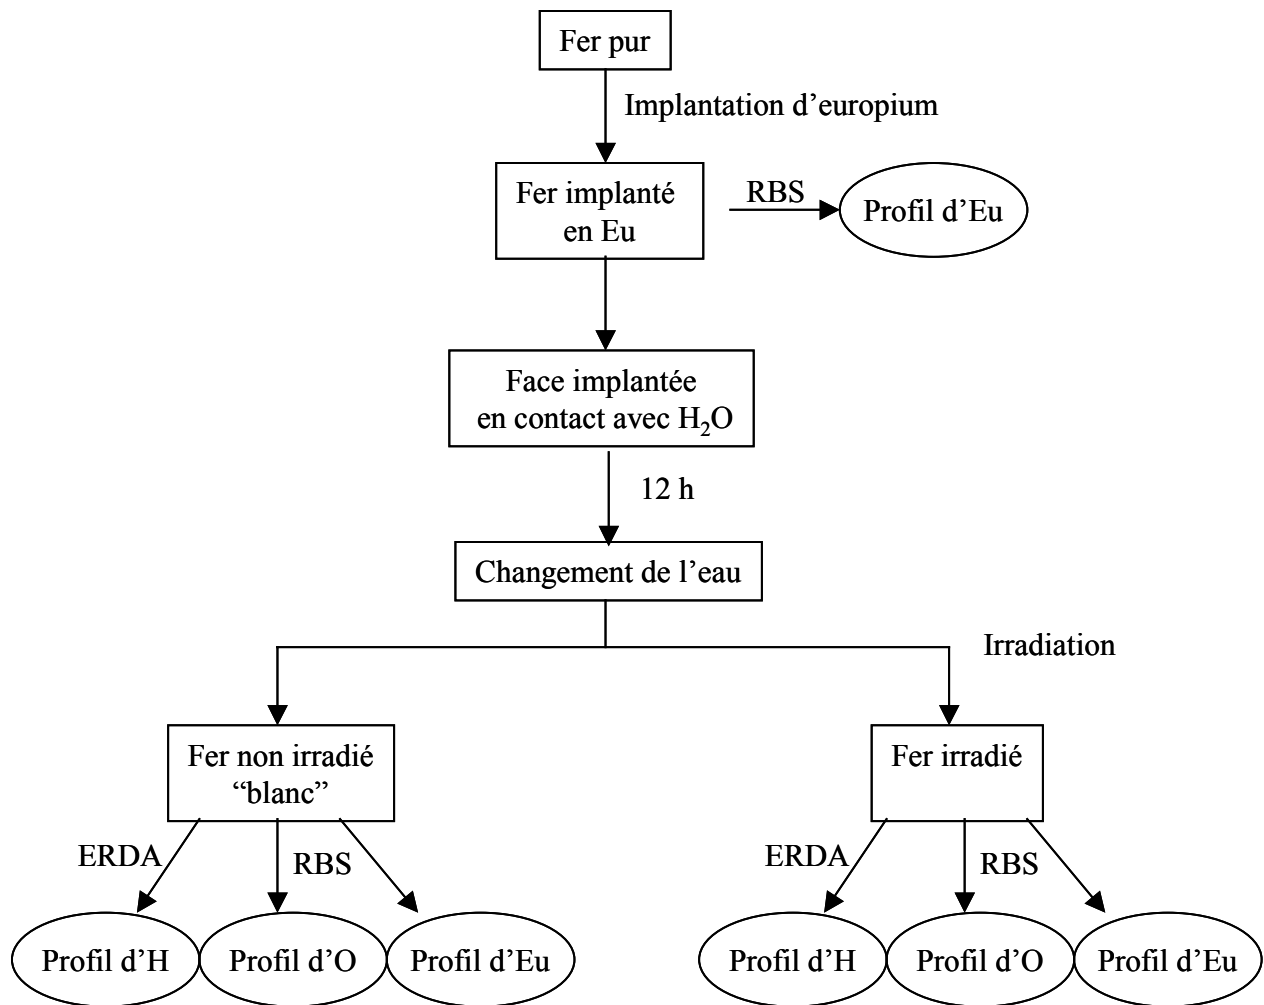 Fer pur
Implantation d’europium
Fer implanté
en Eu
RBS
Profil d’Eu
Face implantée
en contact avec H₂O
12 h
Changement de l’eau
Irradiation
Fer non irradié
“blanc”
Fer irradié
ERDA
RBS
ERDA
RBS
Profil d’H
Profil d’O
Profil d’Eu
Profil d’H
Profil d’O
Profil d’Eu